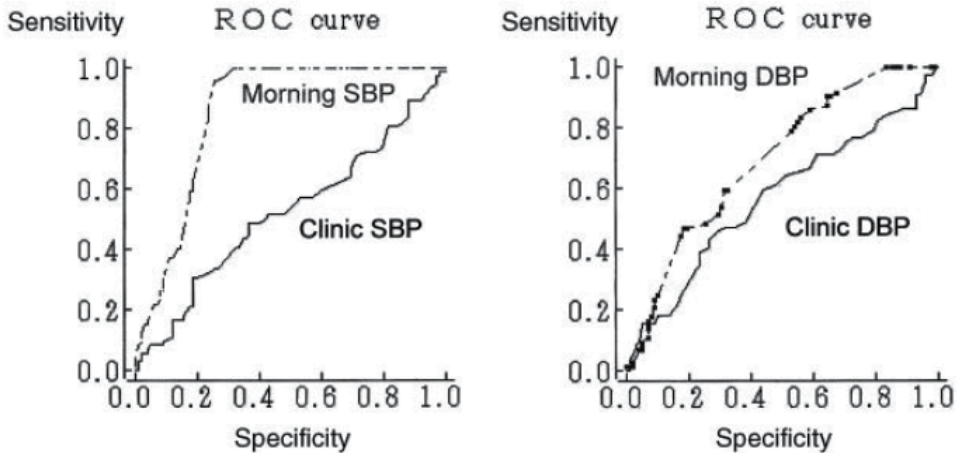 Sensitivity ROC curve
1.0
Morning SBP
0.8
0.6
Clinic SBP
0.4
0.2
0.0
0.0 0.2 0.4 0.6 0.8 1.0
Specificity
Sensitivity ROC curve
1.0
Morning DBP
0.8
0.6
Clinic DBP
0.4
0.2
0.0
0.0 0.2 0.4 0.6 0.8 1.0
Specificity